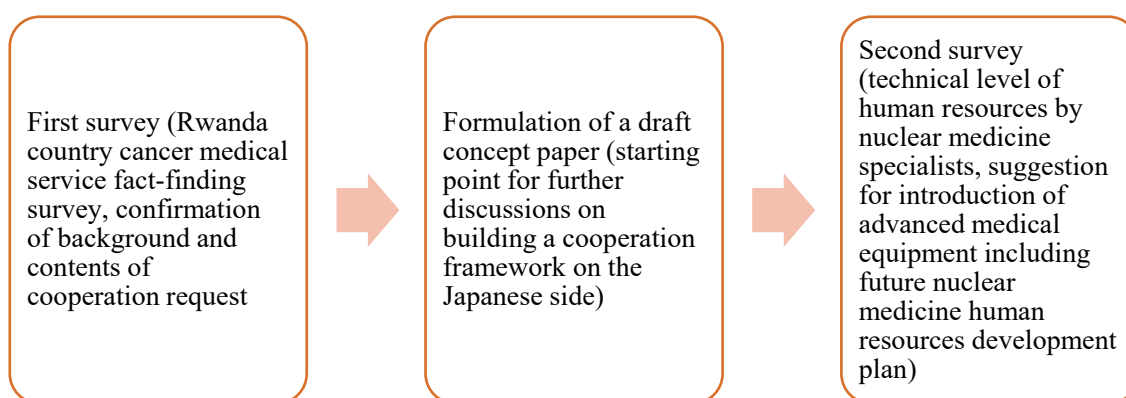 First survey (Rwanda
country cancer medical
service fact-finding
survey, confirmation
of background and
contents of
cooperation request
Formulation of a draft
concept paper (starting
point for further
discussions on
building a cooperation
framework on the
Japanese side)
Second survey
(technical level of
human resources by
nuclear medicine
specialists, suggestion
for introduction of
advanced medical
equipment including
future nuclear
medicine human
resources development
plan)